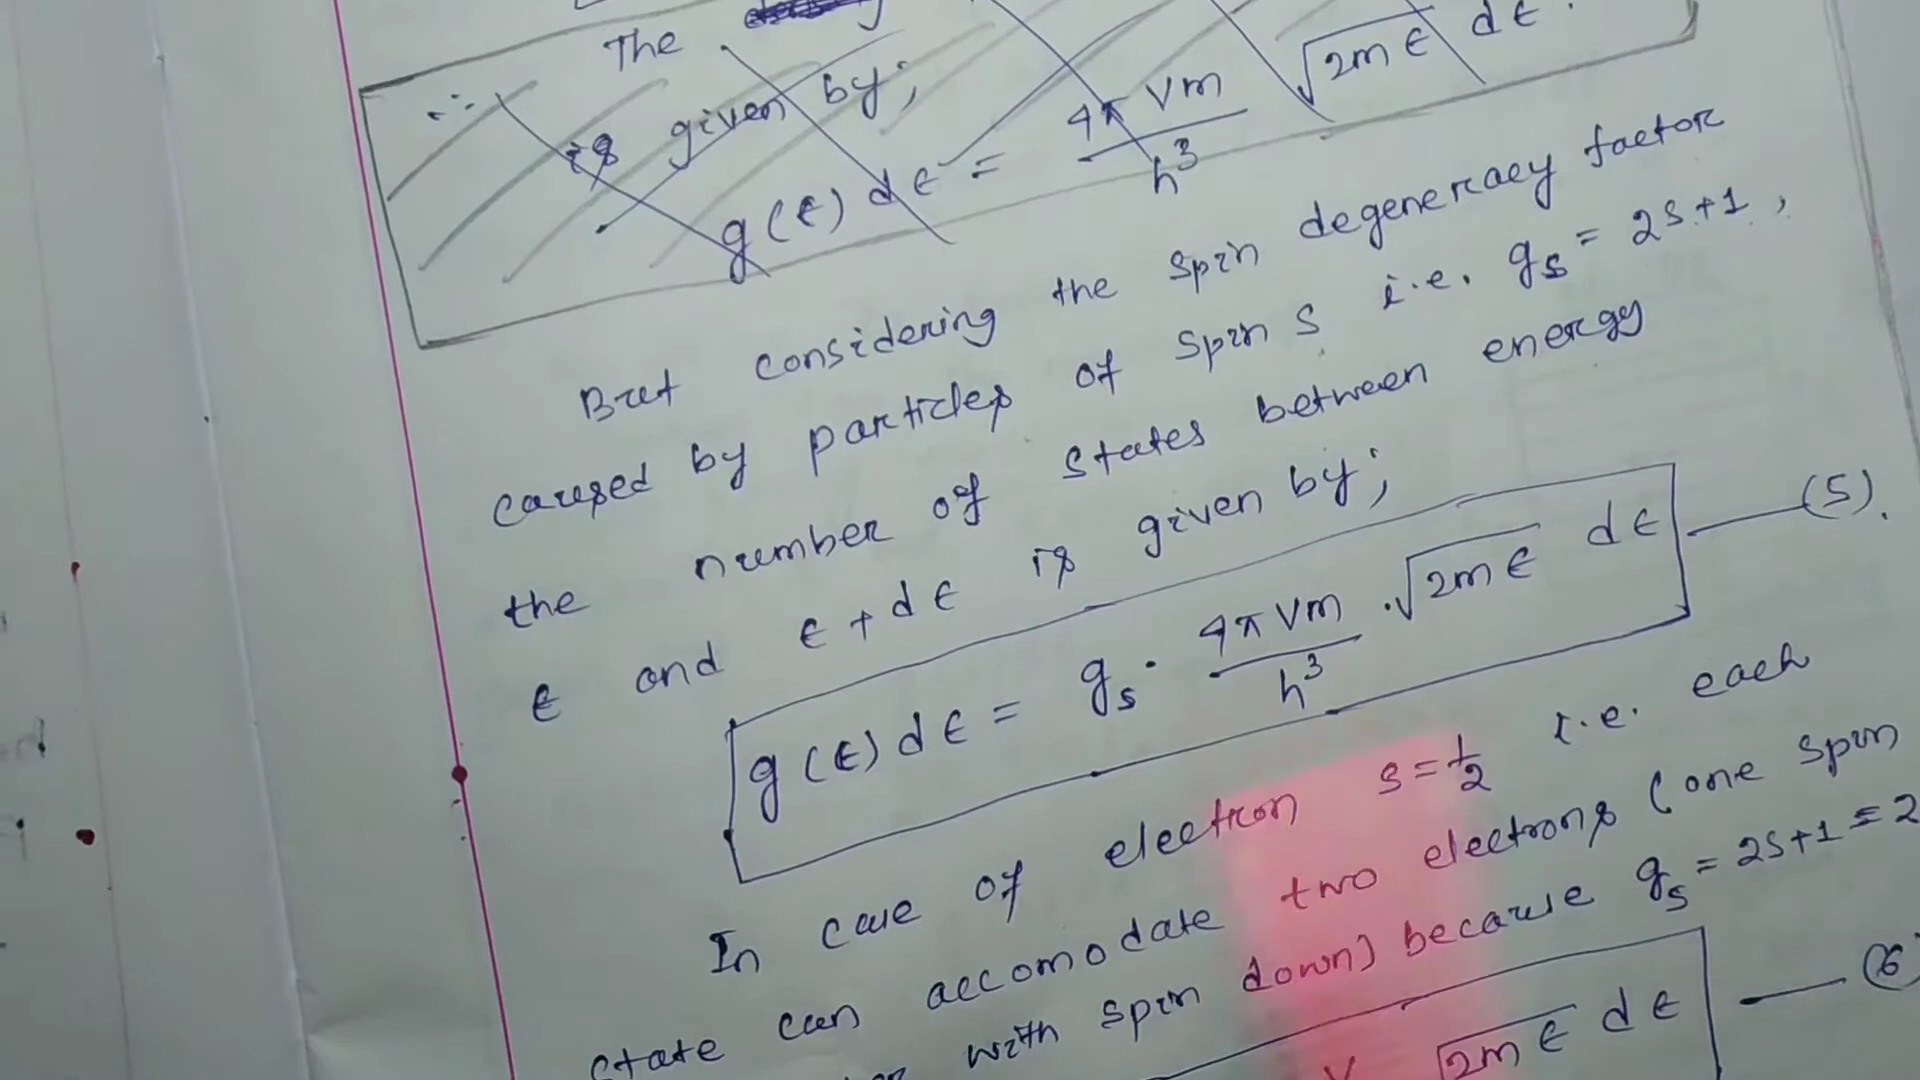 The
√2mϵ dϵ.
∴ is given by;
g(ϵ) dϵ = 4π Vm / h³
But considering the spin degeneracy factor
caused by particles of spin S i.e. gs = 2S+1,
the number of states between energy
ϵ and ϵ + dϵ is given by;
g(ϵ) dϵ = gs · 4π Vm / h³ · √2mϵ dϵ —(5).
In case of electron s = 1/2 i.e. each
state can accomodate two electrons (one spin
with spin down) because gs = 2S+1 = 2
√2mϵ dϵ —(6)